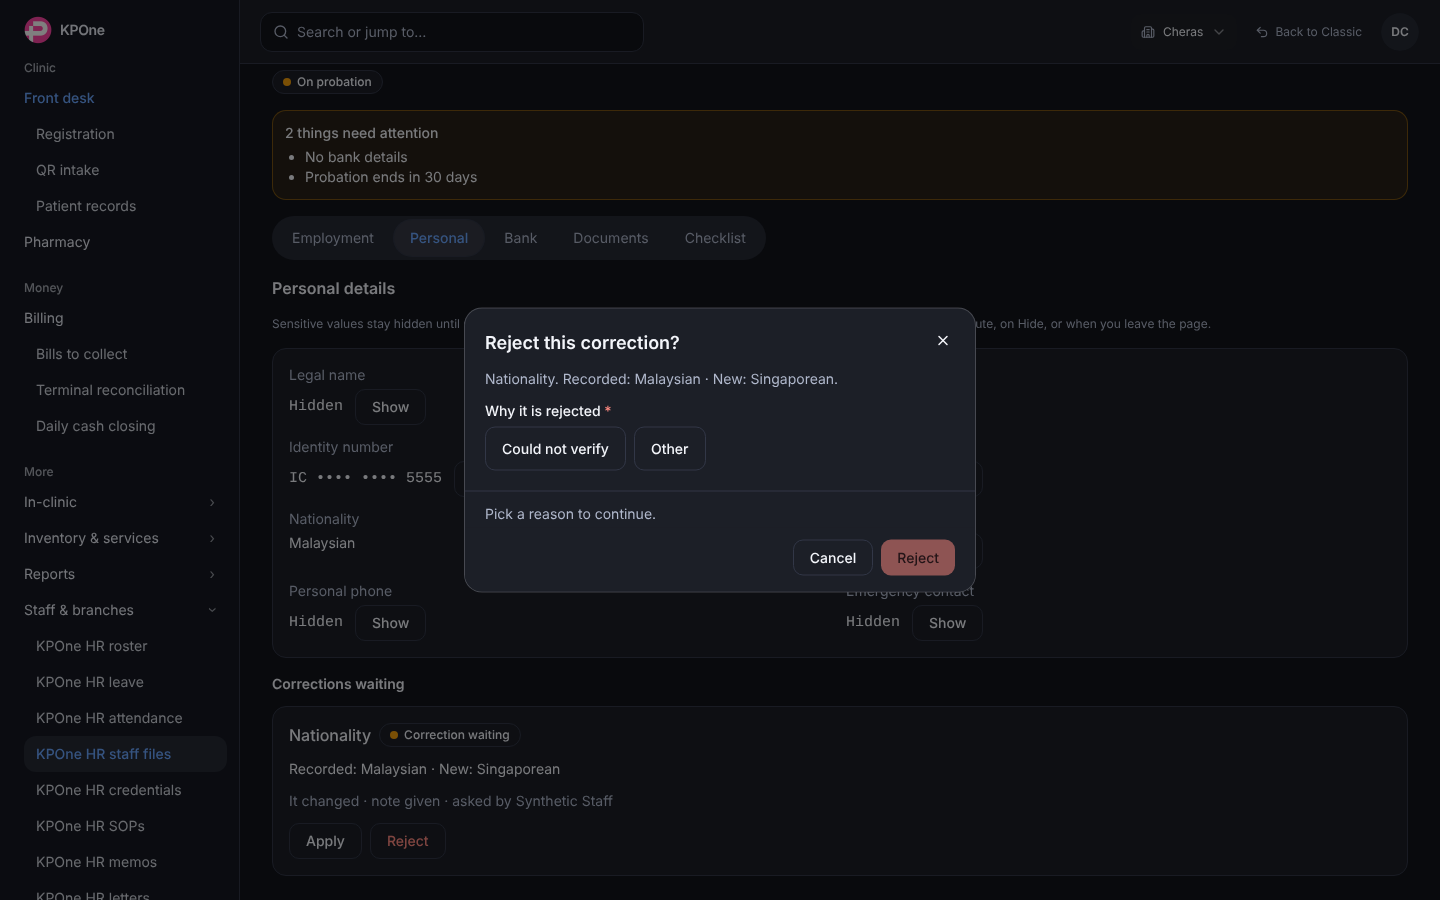 KPOne
Search or jump to...
Cheras
Back to Classic
DC
Clinic
Front desk
Registration
QR intake
Patient records
Pharmacy
Money
Billing
Bills to collect
Terminal reconciliation
Daily cash closing
More
In-clinic
Inventory & services
Reports
Staff & branches
KPOne HR roster
KPOne HR leave
KPOne HR attendance
KPOne HR staff files
KPOne HR credentials
KPOne HR SOPs
KPOne HR memos
KPOne HR letters
On probation
2 things need attention
• No bank details
• Probation ends in 30 days
Employment Personal Bank Documents Checklist
Personal details
Sensitive values stay hidden until
on Hide, or when you leave the page.
Legal name
Hidden Show
Identity number
IC •••• •••• 5555
Nationality
Malaysian
Personal phone
Hidden Show
Emergency contact
Hidden Show
Reject this correction?
Nationality. Recorded: Malaysian · New: Singaporean.
Why it is rejected *
Could not verify Other
Pick a reason to continue.
Cancel Reject
Corrections waiting
Nationality Correction waiting
Recorded: Malaysian · New: Singaporean
It changed · note given · asked by Synthetic Staff
Apply Reject